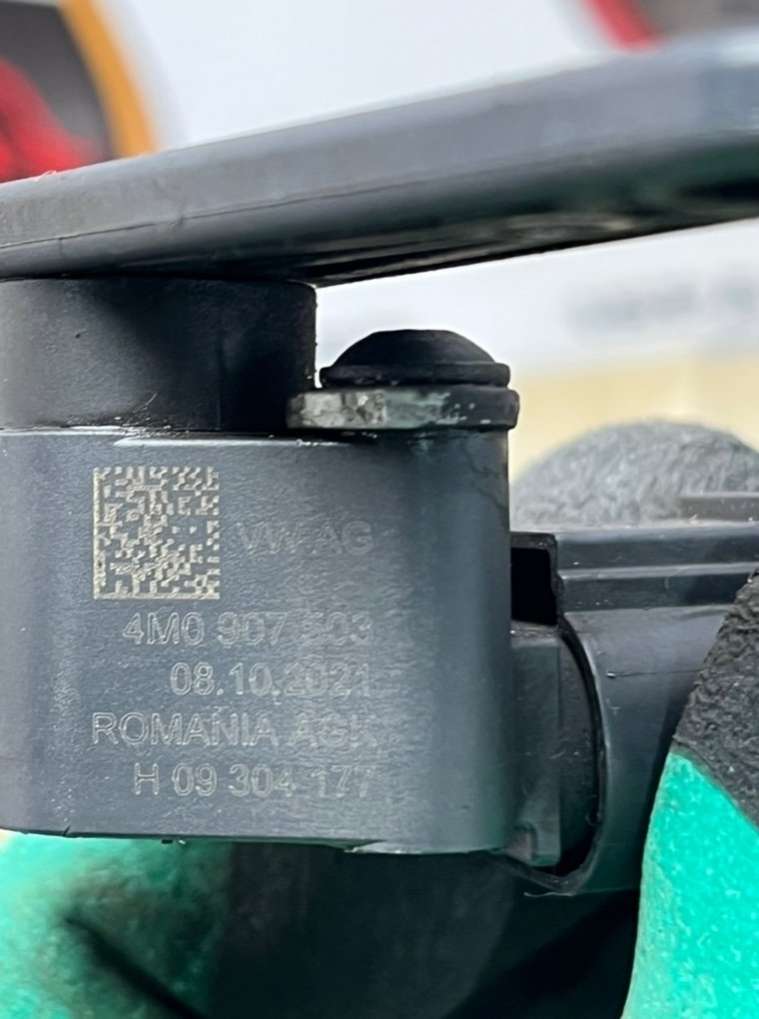 VW AG
4M0 907 503
08.10.2021
ROMANIA AGK
H 09 304 177